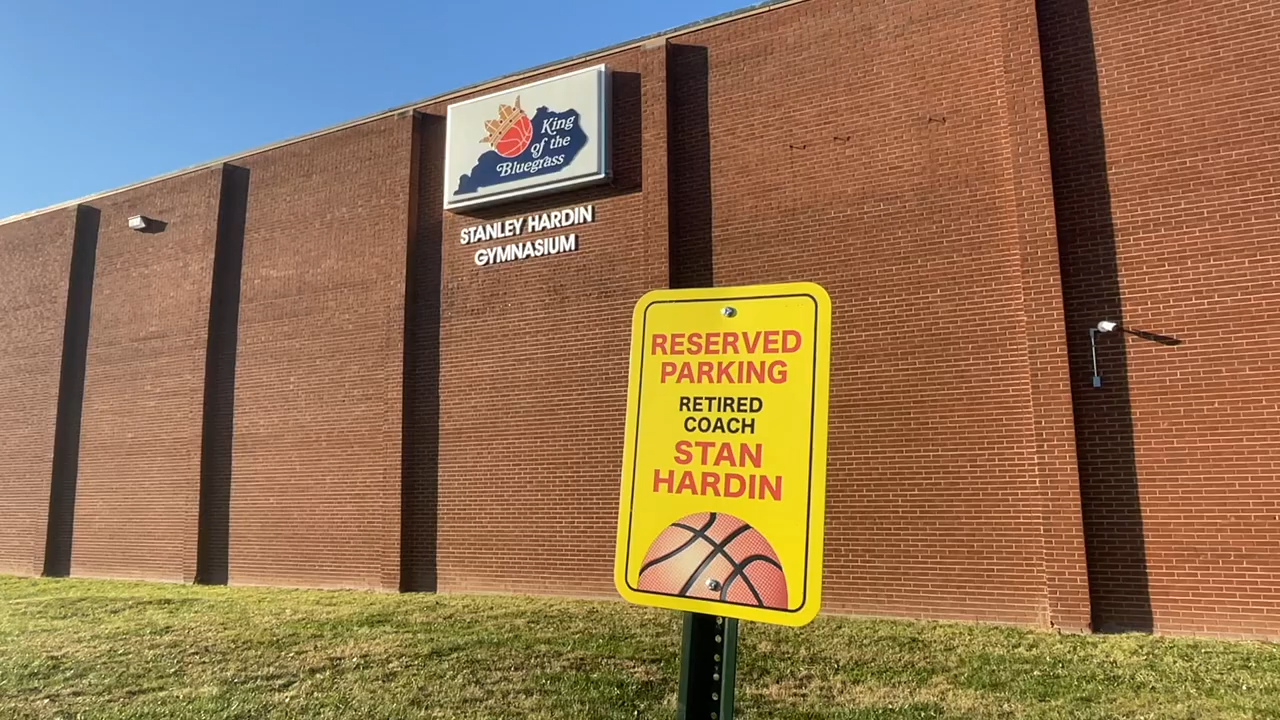 King
of the
Bluegrass
STANLEY HARDIN
GYMNASIUM
RESERVED
PARKING
RETIRED
COACH
STAN
HARDIN